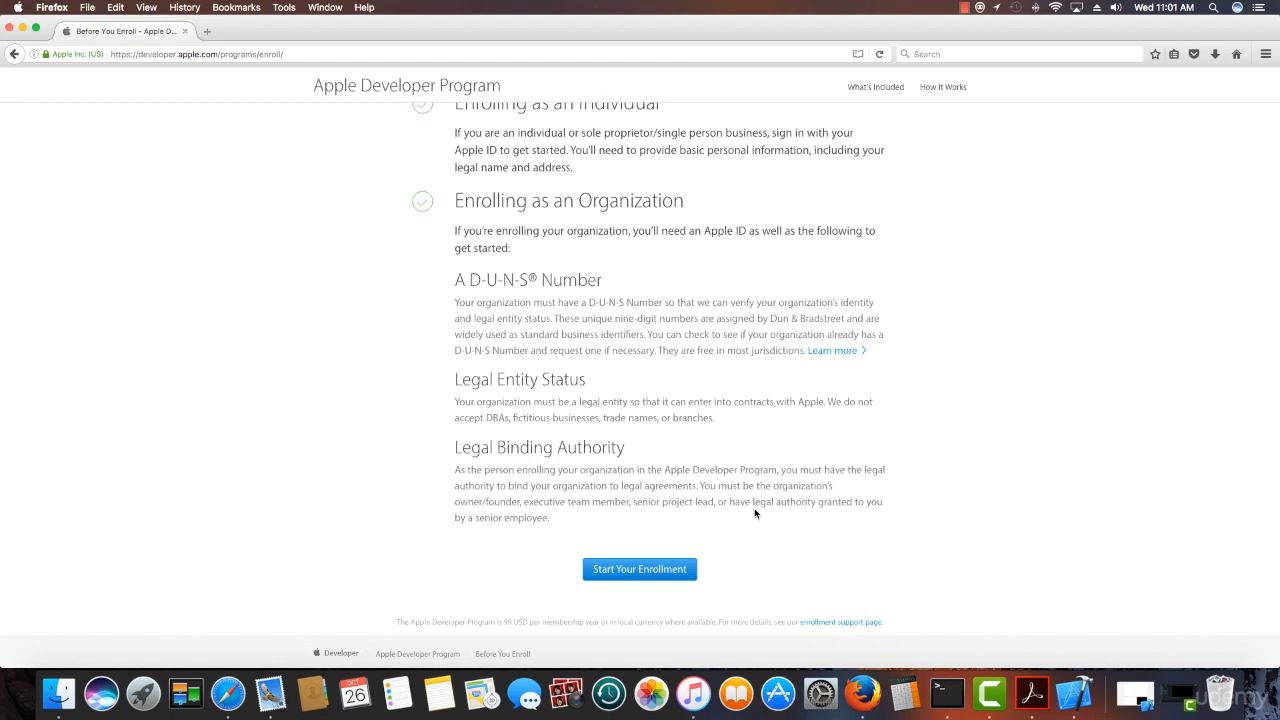 Firefox File Edit View History Bookmarks Tools Window Help Wed 11:01 AM
Before You Enroll - Apple D...
Apple Inc. (US) https://developer.apple.com/programs/enroll/ Search
Apple Developer Program What's Included How It Works
Enrolling as an Individual
If you are an individual or sole proprietor/single person business, sign in with your
Apple ID to get started. You'll need to provide basic personal information, including your
legal name and address.
Enrolling as an Organization
If you're enrolling your organization, you'll need an Apple ID as well as the following to
get started:
A D-U-N-S® Number
Your organization must have a D-U-N-S Number so that we can verify your organization's identity
and legal entity status. These unique nine-digit numbers are assigned by Dun & Bradstreet and are
widely used as standard business identifiers. You can check to see if your organization already has a
D-U-N-S Number and request one if necessary. They are free in most jurisdictions. Learn more >
Legal Entity Status
Your organization must be a legal entity so that it can enter into contracts with Apple. We do not
accept DBAs, fictitious businesses, trade names, or branches.
Legal Binding Authority
As the person enrolling your organization in the Apple Developer Program, you must have the legal
authority to bind your organization to legal agreements. You must be the organization's
owner/founder, executive team member, senior project lead, or have legal authority granted to you
by a senior employee.
Start Your Enrollment
The Apple Developer Program is 99 USD per membership year or in local currency where available. For more details, see our enrollment support page.
Developer Apple Developer Program Before You Enroll
OCT
26
udemy